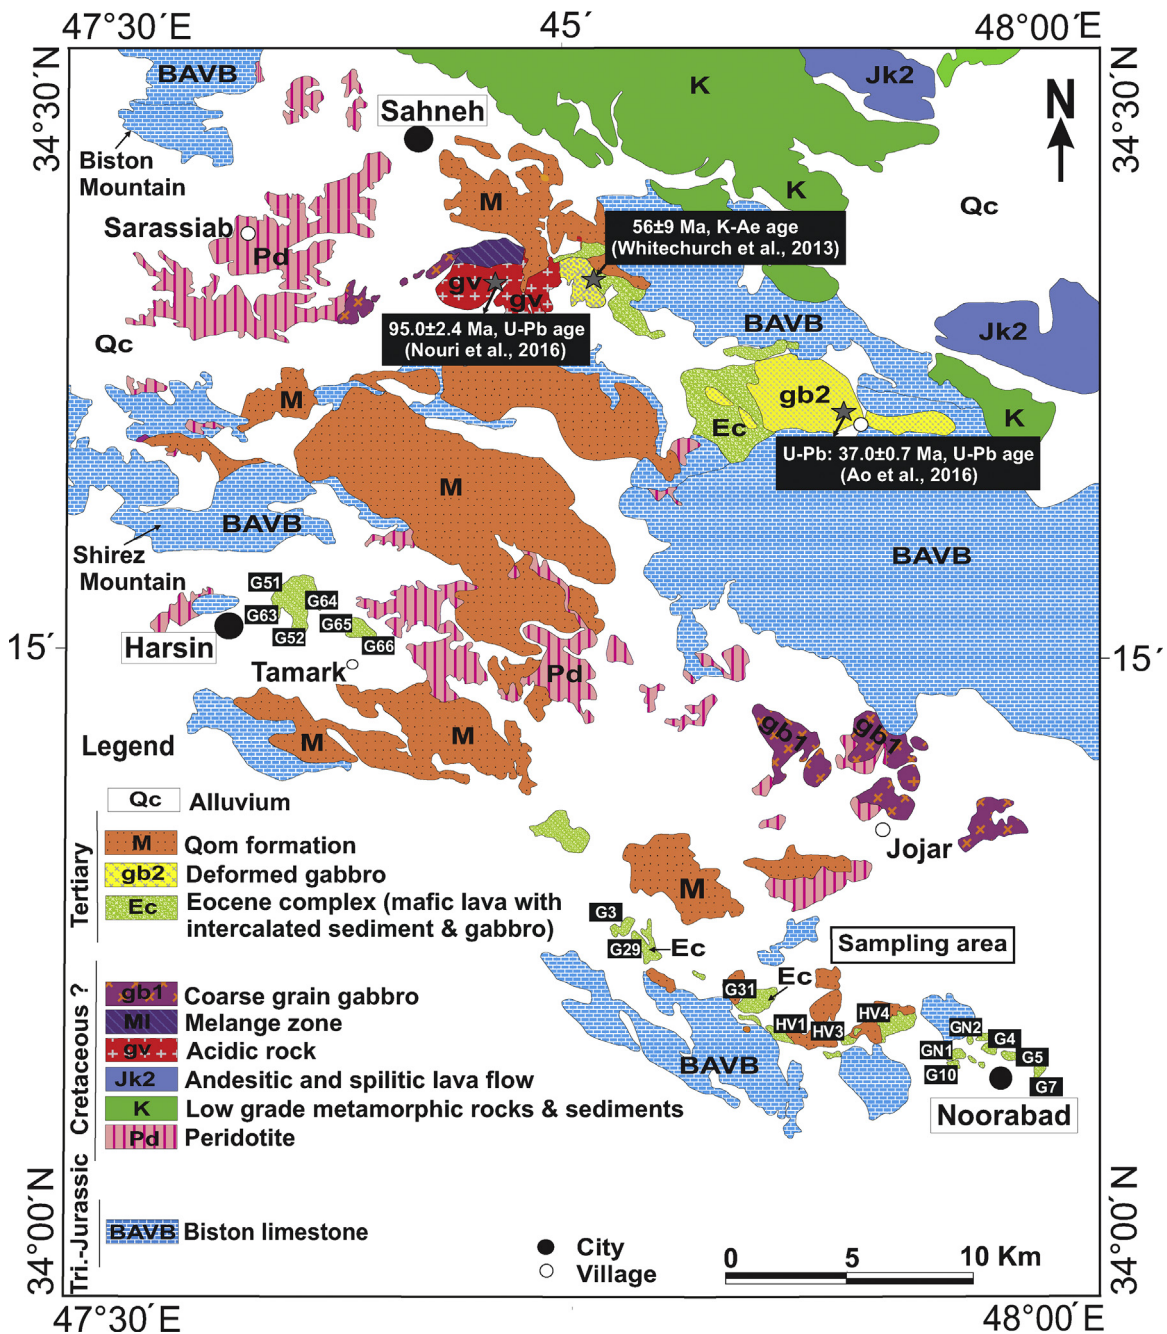 47°30´E
45´
48°00´E
34°30´N
34°30´N
BAVB
K
Jk2
N
Sahneh
Biston
Mountain
M
K
Qc
Sarassiab
Pd
56±9 Ma, K-Ae age
(Whitechurch et al., 2013)
gv
gv
95.0±2.4 Ma, U-Pb age
(Nouri et al., 2016)
BAVB
Jk2
Qc
M
gb2
Ec
K
U-Pb: 37.0±0.7 Ma, U-Pb age
(Ao et al., 2016)
M
BAVB
BAVB
Shirez
Mountain
G51
G64
G63
G65
G52
G66
Harsin
15´
15´
Tamark
Pd
gb1
gb1
M
M
Legend
Qc
Alluvium
Jojar
Tertiary
M
Qom formation
gb2
Deformed gabbro
Ec
Eocene complex (mafic lava with
intercalated sediment & gabbro)
M
G3
G29
Ec
Sampling area
Cretaceous ?
gb1
Coarse grain gabbro
MI
Melange zone
gv
Acidic rock
Jk2
Andesitic and spilitic lava flow
K
Low grade metamorphic rocks & sediments
Pd
Peridotite
Ec
G31
HV1
HV3
HV4
GN2
G4
GN1
G5
G10
G7
BAVB
Noorabad
Tri.-Jurassic
BAVB
Biston limestone
City
Village
0
5
10 Km
34°00´N
34°00´N
47°30´E
48°00´E